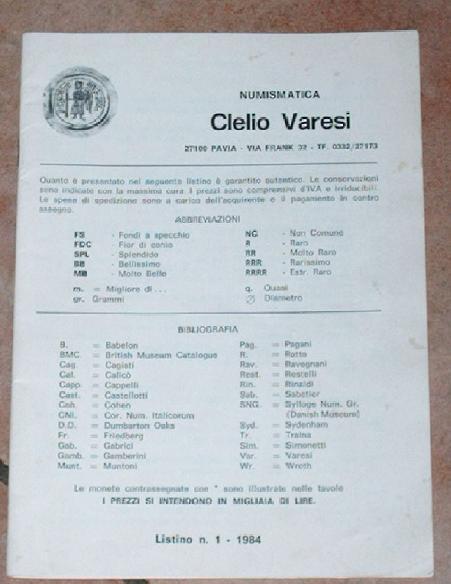 NUMISMATICA
Clelio Varesi
27100 PAVIA - VIA FRANK 32 - TF. 0332/27173
Quanto è presentato nel seguente listino è garantito autentico. Le conservazioni
sono indicate con la massima cura. I prezzi sono comprensivi d'IVA e irriducibili.
Le spese di spedizione sono a carico dell'acquirente e il pagamento in contro
assegno.
ABBREVIAZIONI
FS - Fondi a specchio
FDC - Fior di conio
SPL - Splendido
BB - Bellissimo
MB - Molto Bello
m. = Migliore di ...
gr. Grammi
NC - Non Comune
R - Raro
RR - Molto Raro
RRR - Rarissimo
RRRR - Estr. Raro
q. Quasi
∅ Diametro
BIBLIOGRAFIA
B. = Babelon
BMC. = British Museum Catalogue
Cag. = Cagiati
Cal. = Calicò
Capp. = Cappelli
Cast. = Castellotti
Coh. = Cohen
CNI. = Cor. Num. Italicorum
D.O. = Dumbarton Oaks
Fr. = Friedberg
Gab. = Gabrici
Gamb. = Gamberini
Munt. = Muntoni
Pag. = Pagani
R. = Ratto
Rav. = Ravegnani
Rest. = Restelli
Rin. = Rinaldi
Sab. = Sabatier
SNG. = Sylloge Num. Gr.
(Danish Museum)
Syd. = Sydenham
Tr. = Traina
Sim. = Simonetti
Var. = Varesi
Wr. = Wroth
Le monete contrassegnate con * sono illustrate nelle tavole
I PREZZI SI INTENDONO IN MIGLIAIA DI LIRE.
Listino n. 1 - 1984